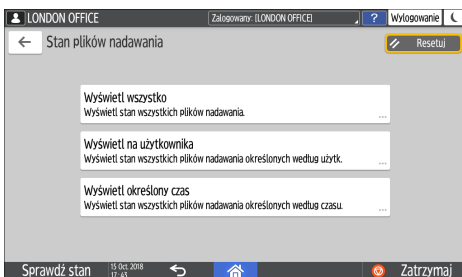 LONDON OFFICE
Zalogowany: [LONDON OFFICE]
?
Wylogowanie
Stan plików nadawania
Resetuj
Wyświetl wszystko
Wyświetl stan wszystkich plików nadawania.
...
Wyświetl na użytkownika
Wyświetl stan wszystkich plików nadawania określonych według użytk.
...
Wyświetl określony czas
Wyświetl stan wszystkich plików nadawania określonych według czasu.
...
Sprawdź stan
15 Oct. 2018
17:43
Zatrzymaj